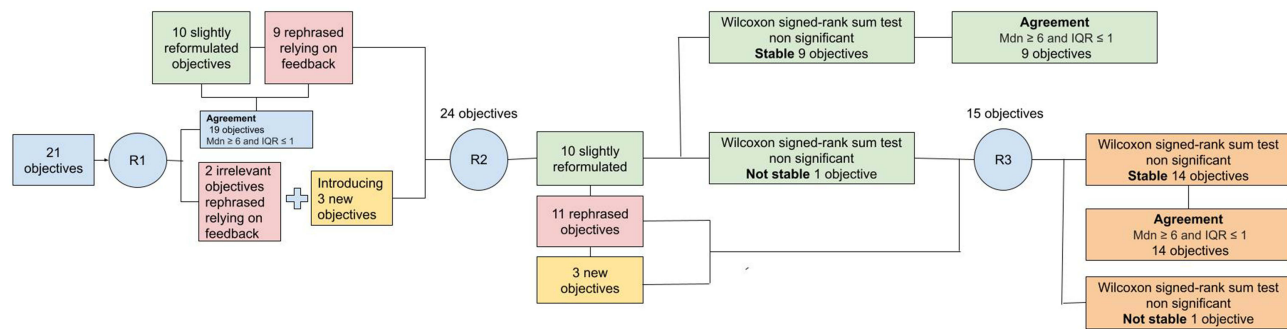 21
objectives
R1
10 slightly
reformulated
objectives
9 rephrased
relying on
feedback
Agreement
19 objectives
Mdn ≥ 6 and IQR ≤ 1
2 irrelevant
objectives
rephrased
relying on
feedback
Introducing
3 new
objectives
24 objectives
R2
10 slightly
reformulated
11 rephrased
objectives
3 new
objectives
Wilcoxon signed-rank sum test
non significant
Stable 9 objectives
Agreement
Mdn ≥ 6 and IQR ≤ 1
9 objectives
Wilcoxon signed-rank sum test
non significant
Not stable 1 objective
15 objectives
R3
Wilcoxon signed-rank sum test
non significant
Stable 14 objectives
Agreement
Mdn ≥ 6 and IQR ≤ 1
14 objectives
Wilcoxon signed-rank sum test
non significant
Not stable 1 objective